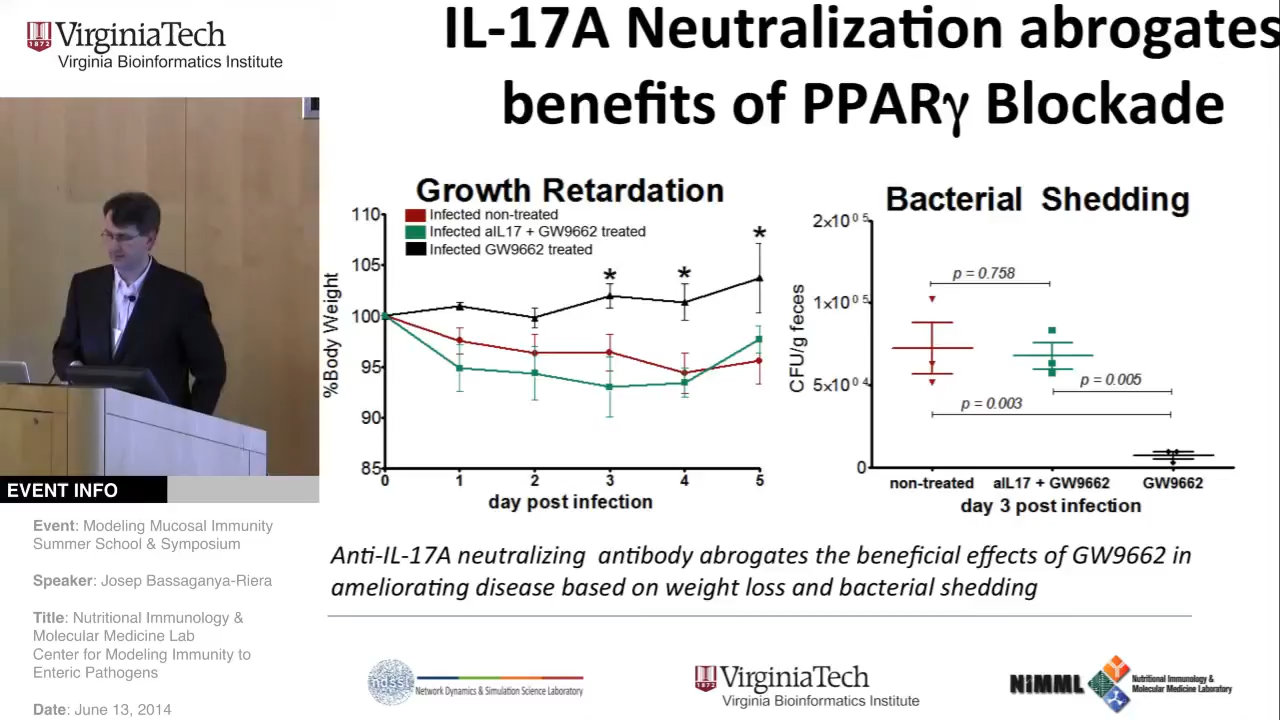 VirginiaTech
1872
Virginia Bioinformatics Institute
IL-17A Neutralization abrogates
benefits of PPARγ Blockade
Growth Retardation
Infected non-treated
Infected aIL17 + GW9662 treated
Infected GW9662 treated
%Body Weight
110
105
100
95
90
85
0 1 2 3 4 5
* * *
day post infection
Bacterial Shedding
CFU/g feces
2x10⁰⁵
1x10⁰⁵
5x10⁰⁴
0
p = 0.758
p = 0.005
p = 0.003
non-treated aIL17 + GW9662 GW9662
day 3 post infection
Anti-IL-17A neutralizing antibody abrogates the beneficial effects of GW9662 in
ameliorating disease based on weight loss and bacterial shedding
EVENT INFO
Event: Modeling Mucosal Immunity
Summer School & Symposium
Speaker: Josep Bassaganya-Riera
Title: Nutritional Immunology &
Molecular Medicine Lab
Center for Modeling Immunity to
Enteric Pathogens
Date: June 13, 2014
ndssl
Network Dynamics & Simulation Science Laboratory
1872
VirginiaTech
Virginia Bioinformatics Institute
NIMML
Nutritional Immunology &
Molecular Medicine Laboratory